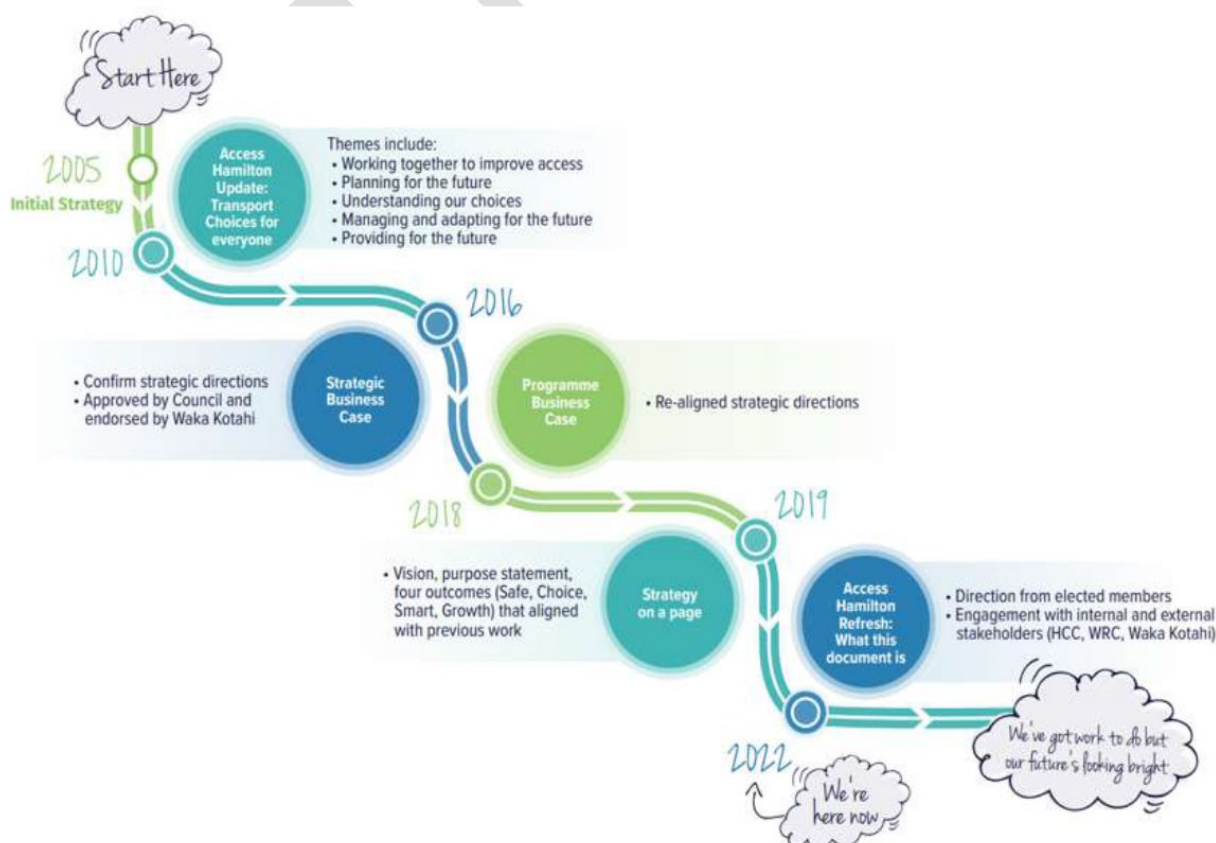 Start Here
2005
Initial Strategy
Access
Hamilton
Update:
Transport
Choices for
everyone
Themes include:
• Working together to improve access
• Planning for the future
• Understanding our choices
• Managing and adapting for the future
• Providing for the future
2010
2016
• Confirm strategic directions
• Approved by Council and
endorsed by Waka Kotahi
Strategic
Business
Case
Programme
Business
Case
• Re-aligned strategic directions
2018
2019
• Vision, purpose statement,
four outcomes (Safe, Choice,
Smart, Growth) that aligned
with previous work
Strategy
on a page
Access
Hamilton
Refresh:
What this
document is
• Direction from elected members
• Engagement with internal and external
stakeholders (HCC, WRC, Waka Kotahi)
2022
We're
here now
We've got work to do but
our future's looking bright